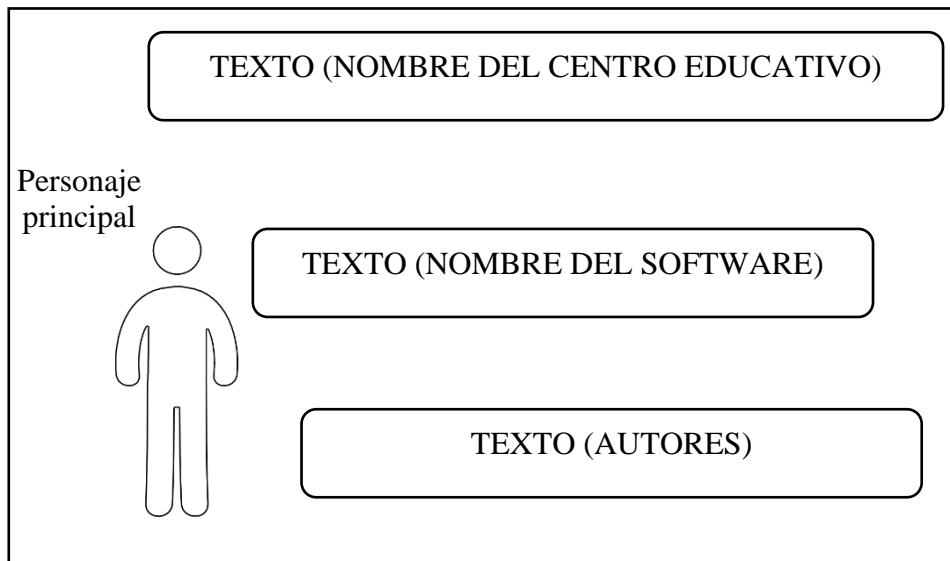 TEXTO (NOMBRE DEL CENTRO EDUCATIVO)
Personaje
principal
TEXTO (NOMBRE DEL SOFTWARE)
TEXTO (AUTORES)